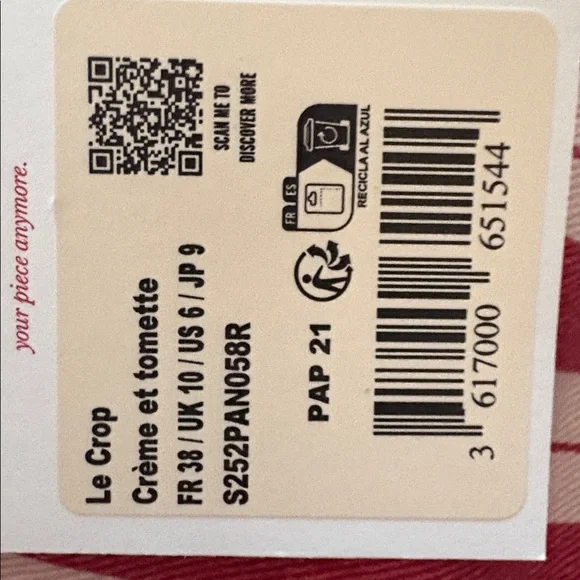 your piece anymore.
Le Crop
Crème et tomette
FR 38 / UK 10 / US 6 / JP 9
S252PAN058R
SCAN ME TO
DISCOVER MORE
PAP 21
FR ES
RECICLA AL AZUL
3 617000 651544